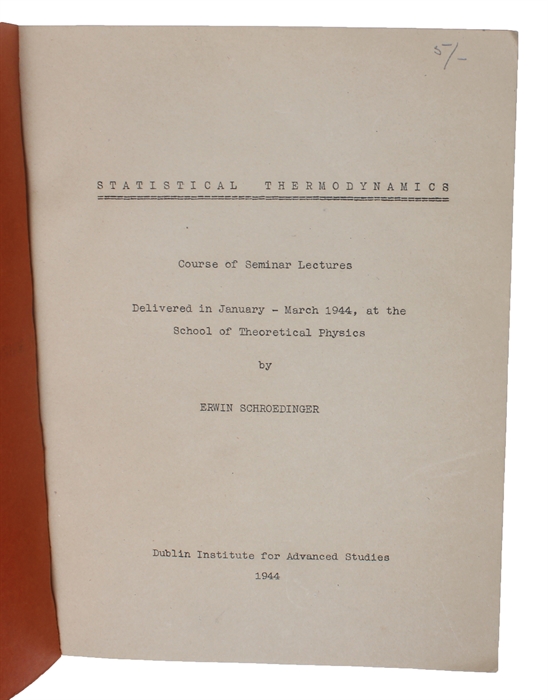 5/-
STATISTICAL THERMODYNAMICS
Course of Seminar Lectures
Delivered in January - March 1944, at the
School of Theoretical Physics
by
ERWIN SCHROEDINGER
Dublin Institute for Advanced Studies
1944